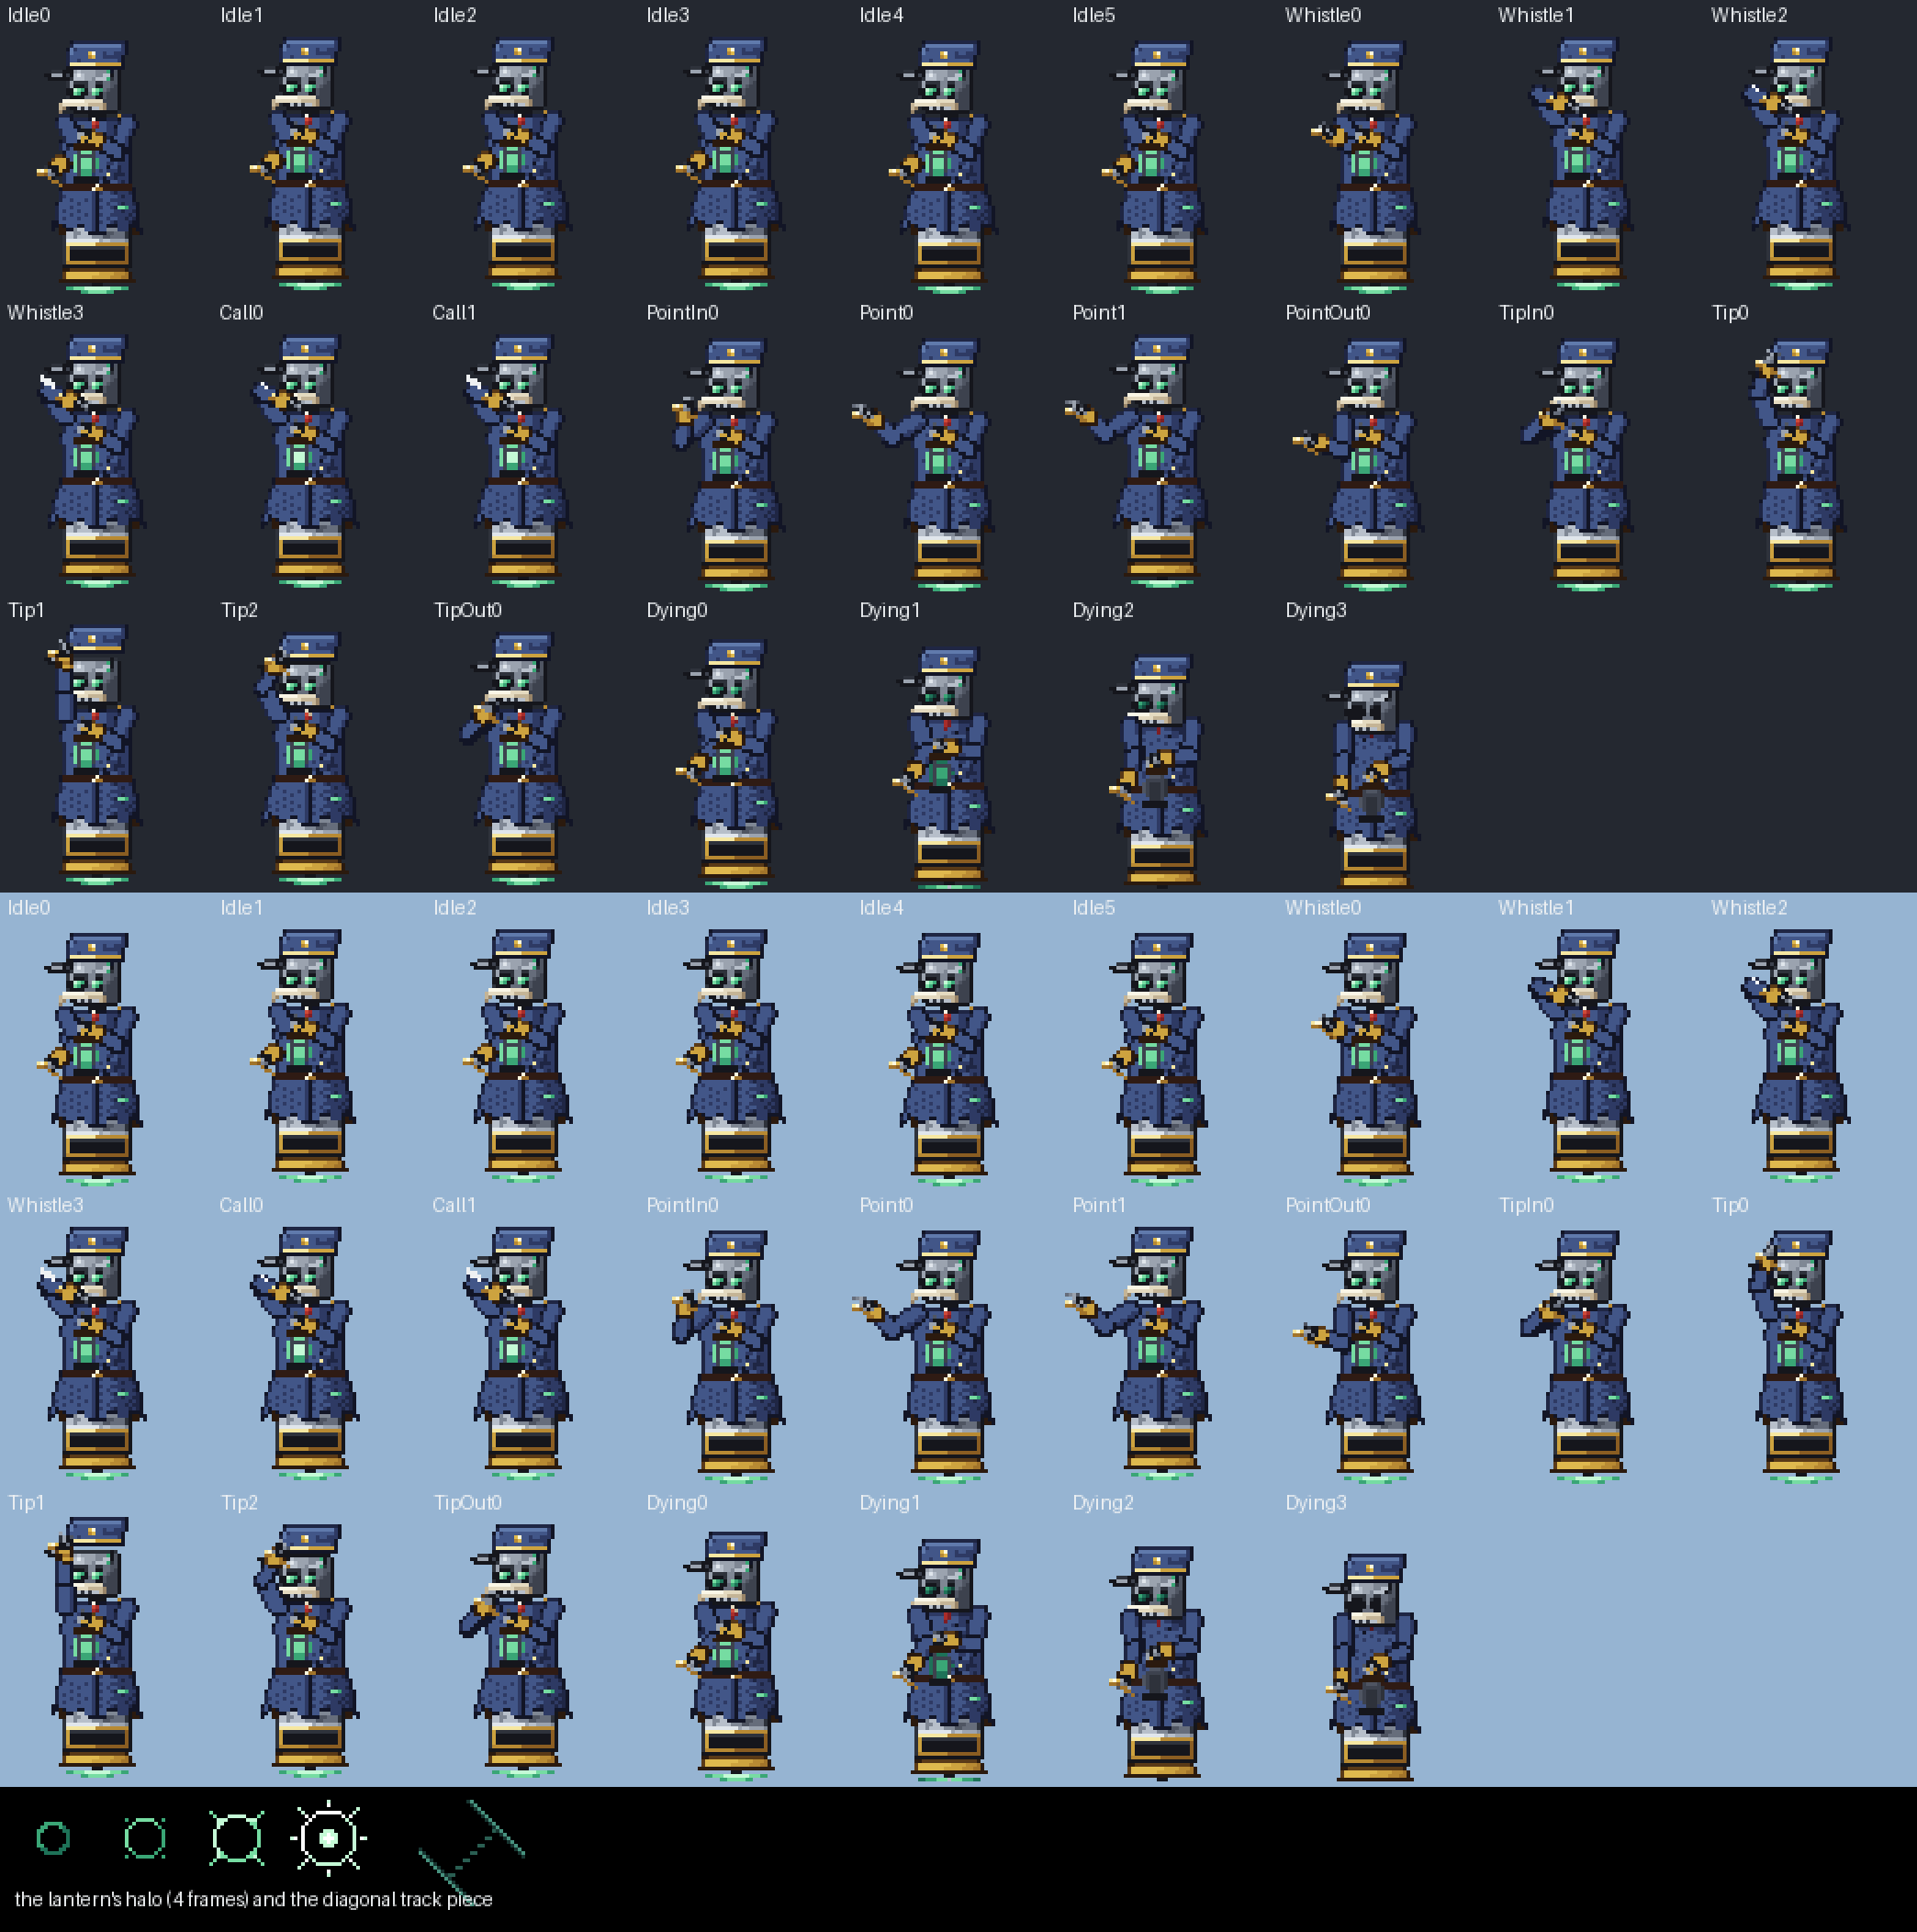 Idle0 Idle1 Idle2 Idle3 Idle4 Idle5 Whistle0 Whistle1 Whistle2
Whistle3 Call0 Call1 PointIn0 Point0 Point1 PointOut0 TipIn0 Tip0
Tip1 Tip2 TipOut0 Dying0 Dying1 Dying2 Dying3
Idle0 Idle1 Idle2 Idle3 Idle4 Idle5 Whistle0 Whistle1 Whistle2
Whistle3 Call0 Call1 PointIn0 Point0 Point1 PointOut0 TipIn0 Tip0
Tip1 Tip2 TipOut0 Dying0 Dying1 Dying2 Dying3
the lantern's halo (4 frames) and the diagonal track piece